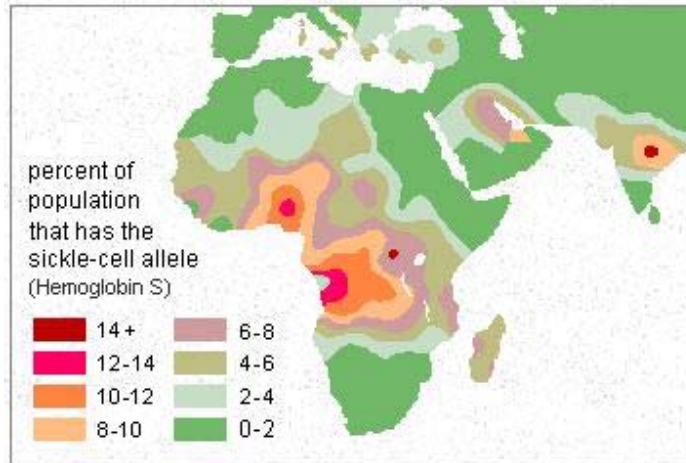 percent of
population
that has the
sickle-cell allele
(Hemoglobin S)
14+
12-14
10-12
8-10
6-8
4-6
2-4
0-2